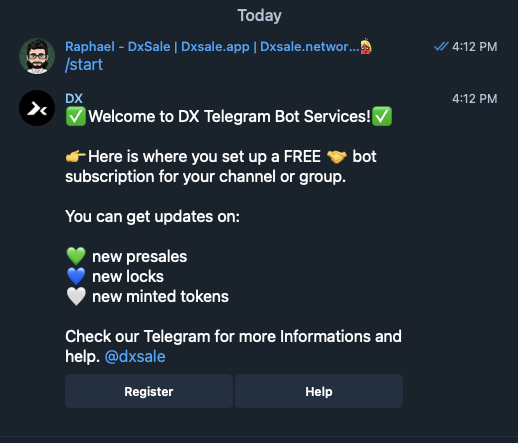 Today
Raphael - DxSale | Dxsale.app | Dxsale.networ... 4:12 PM
/start
DX 4:12 PM
✅Welcome to DX Telegram Bot Services!✅
👉Here is where you set up a FREE 🤝 bot
subscription for your channel or group.
You can get updates on:
💚 new presales
💙 new locks
🤍 new minted tokens
Check our Telegram for more Informations and
help. @dxsale
Register Help